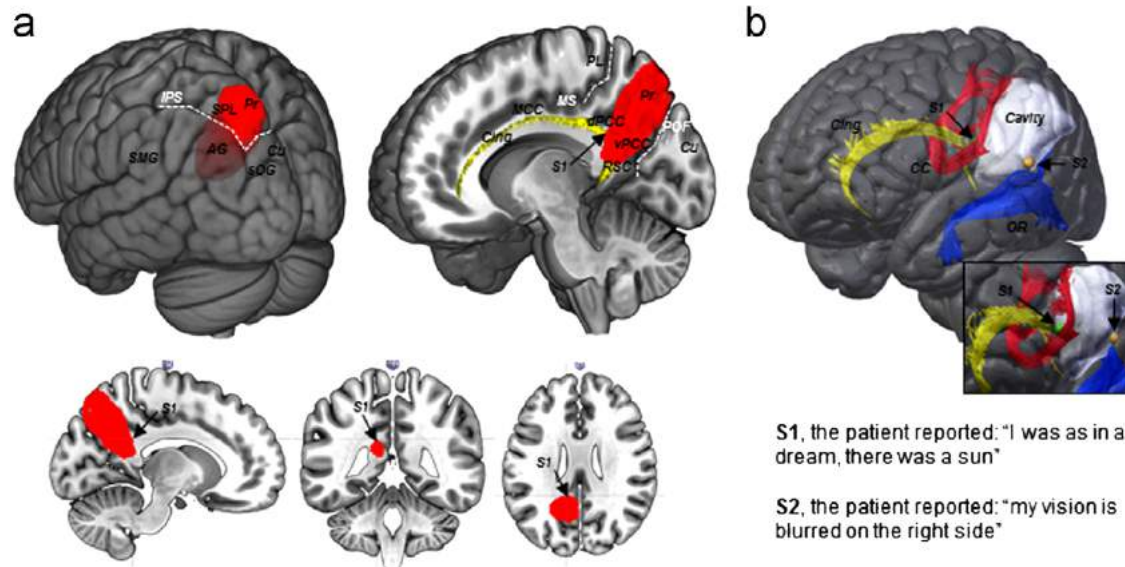 a
IPS
SPL
Pr
AG
SMG
Cu
SOG
PL
MS
MCC
Cing
Pr
dPCC
vPCC
POF
Cu
RSC
S1
S1
S1
S1
b
S1
Cing
Cavity
CC
S2
OR
S1
S2
S1, the patient reported: “I was as in a
dream, there was a sun”
S2, the patient reported: “my vision is
blurred on the right side”